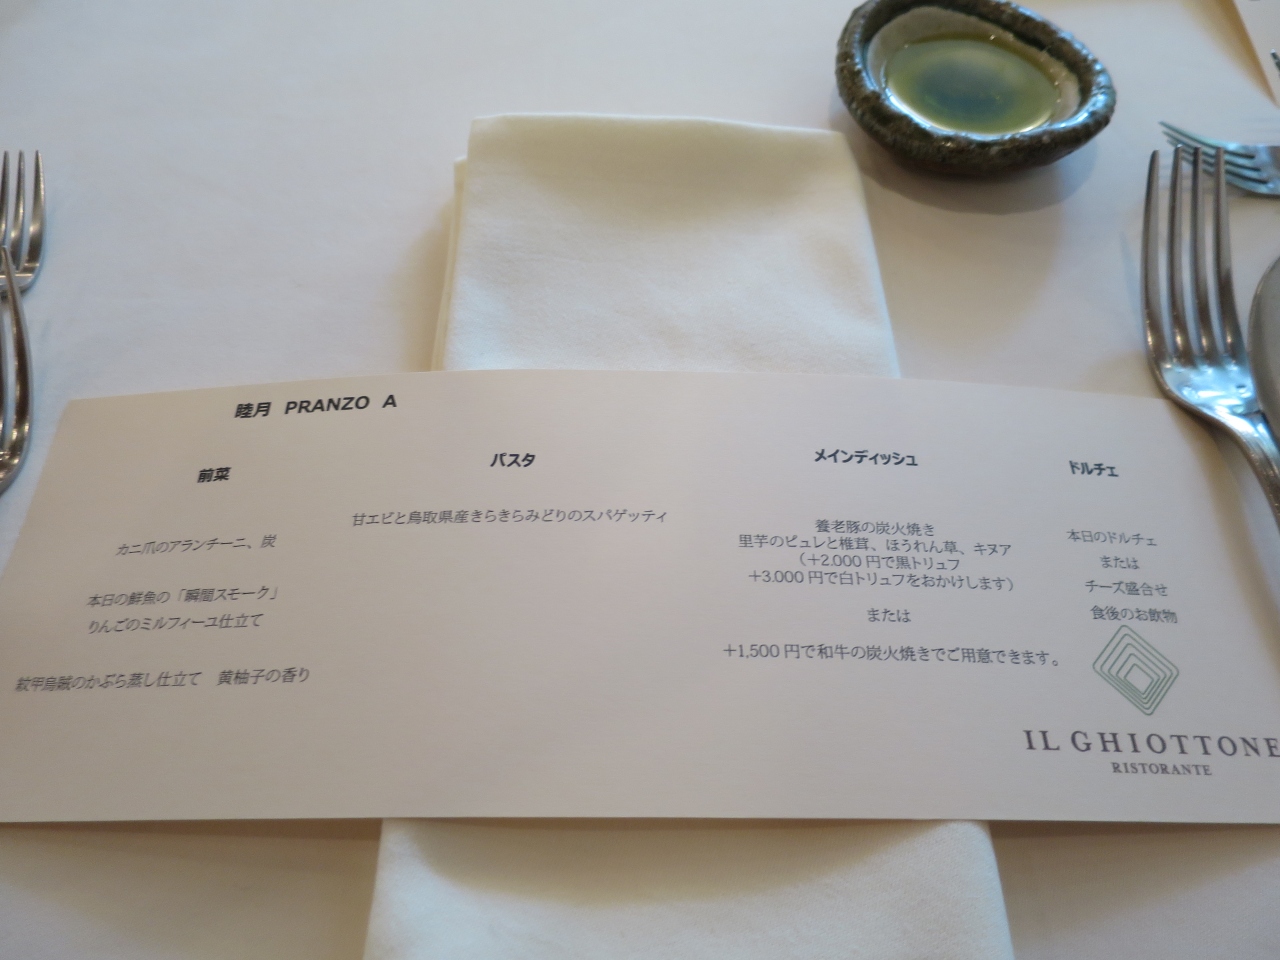 睦月 PRANZO A
前菜
カニ爪のアランチーニ、炭
本日の鮮魚の「瞬間スモーク」
りんごのミルフィーユ仕立て
紋甲烏賊のかぶら蒸し仕立て 黄柚子の香り
パスタ
甘エビと鳥取県産きらきらみどりのスパゲッティ
メインディッシュ
養老豚の炭火焼き
里芋のピュレと椎茸、ほうれん草、キヌア
（＋2.000 円で黒トリュフ
＋3.000 円で白トリュフをおかけします）
または
＋1,500 円で和牛の炭火焼きでご用意できます。
ドルチェ
本日のドルチェ
または
チーズ盛合せ
食後のお飲物
IL GHIOTTONE
RISTORANTE